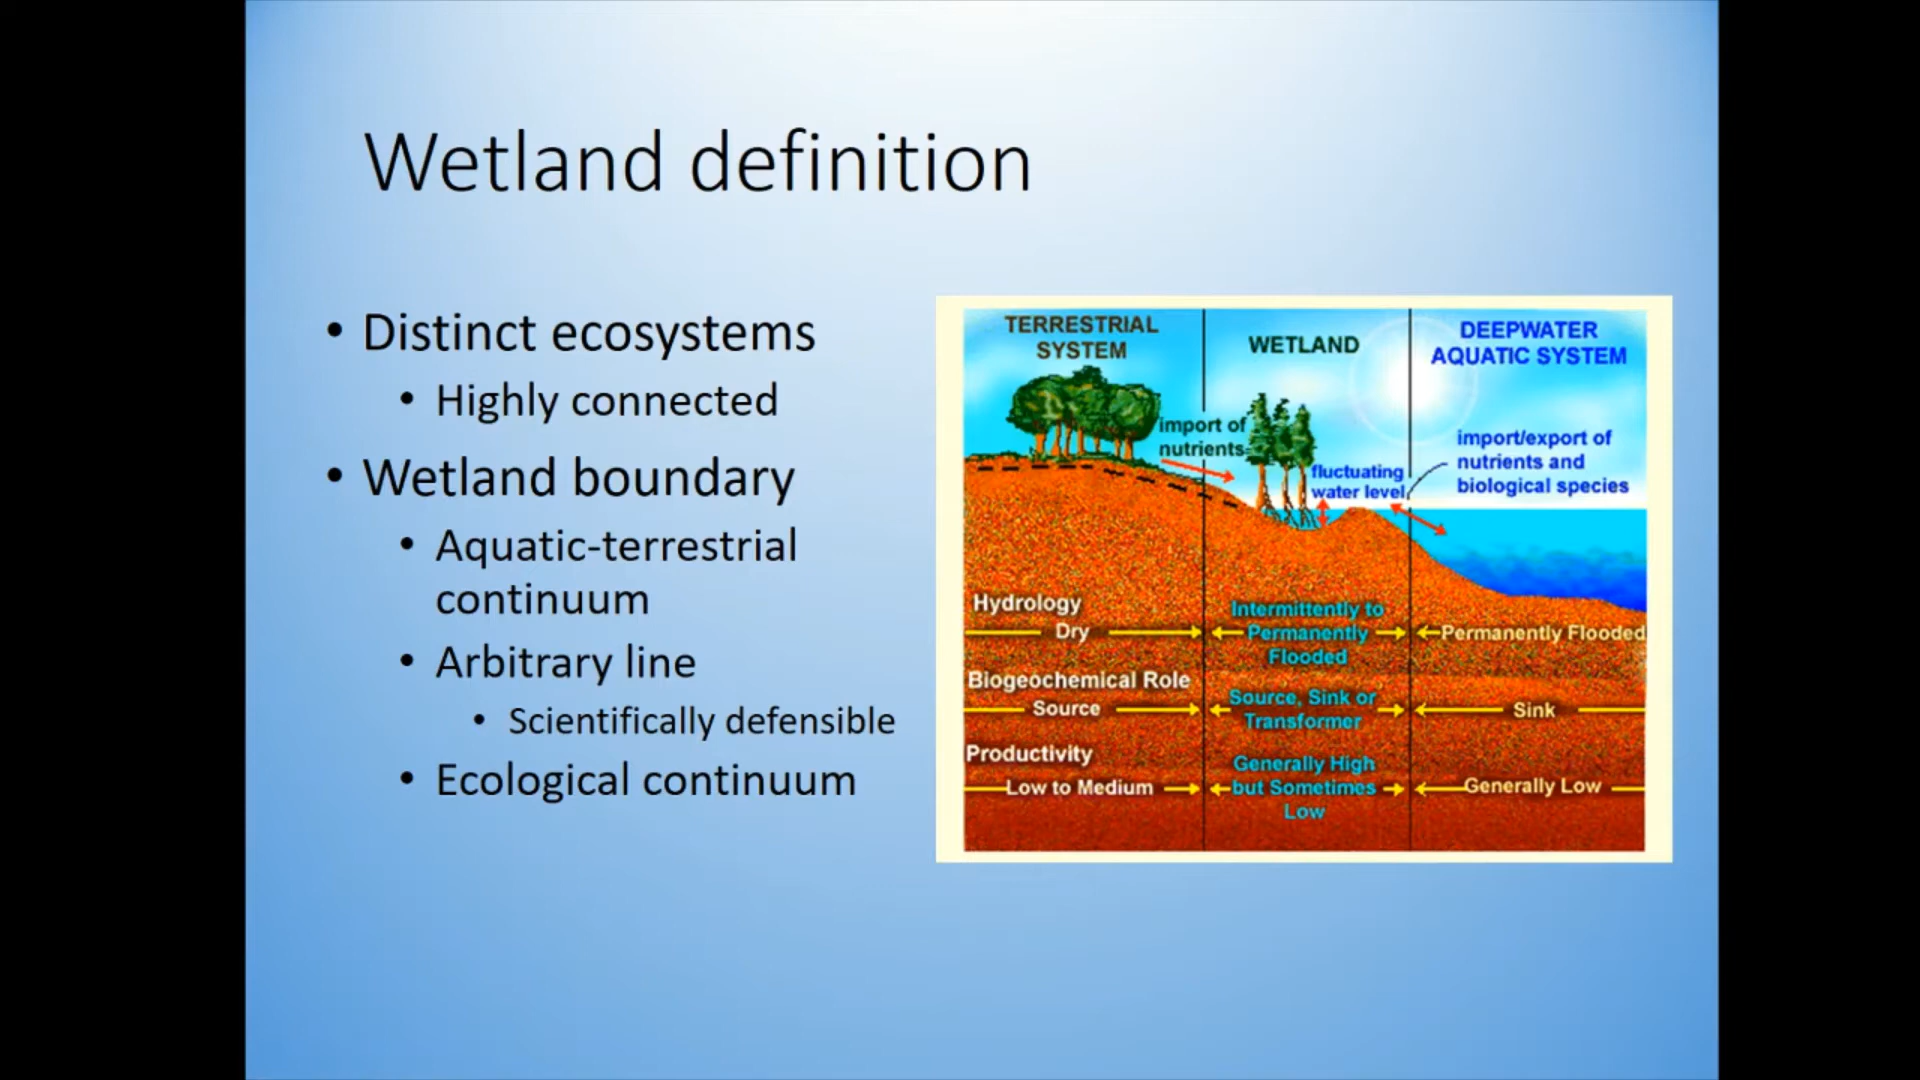 Wetland definition
• Distinct ecosystems
• Highly connected
• Wetland boundary
• Aquatic-terrestrial
continuum
• Arbitrary line
• Scientifically defensible
• Ecological continuum
TERRESTRIAL
SYSTEM
WETLAND
DEEPWATER
AQUATIC SYSTEM
import of
nutrients
fluctuating
water level
import/export of
nutrients and
biological species
Hydrology
Dry
Intermittently to
Permanently
Flooded
Permanently Flooded
Biogeochemical Role
Source
Source, Sink or
Transformer
Sink
Productivity
Low to Medium
Generally High
but Sometimes
Low
Generally Low